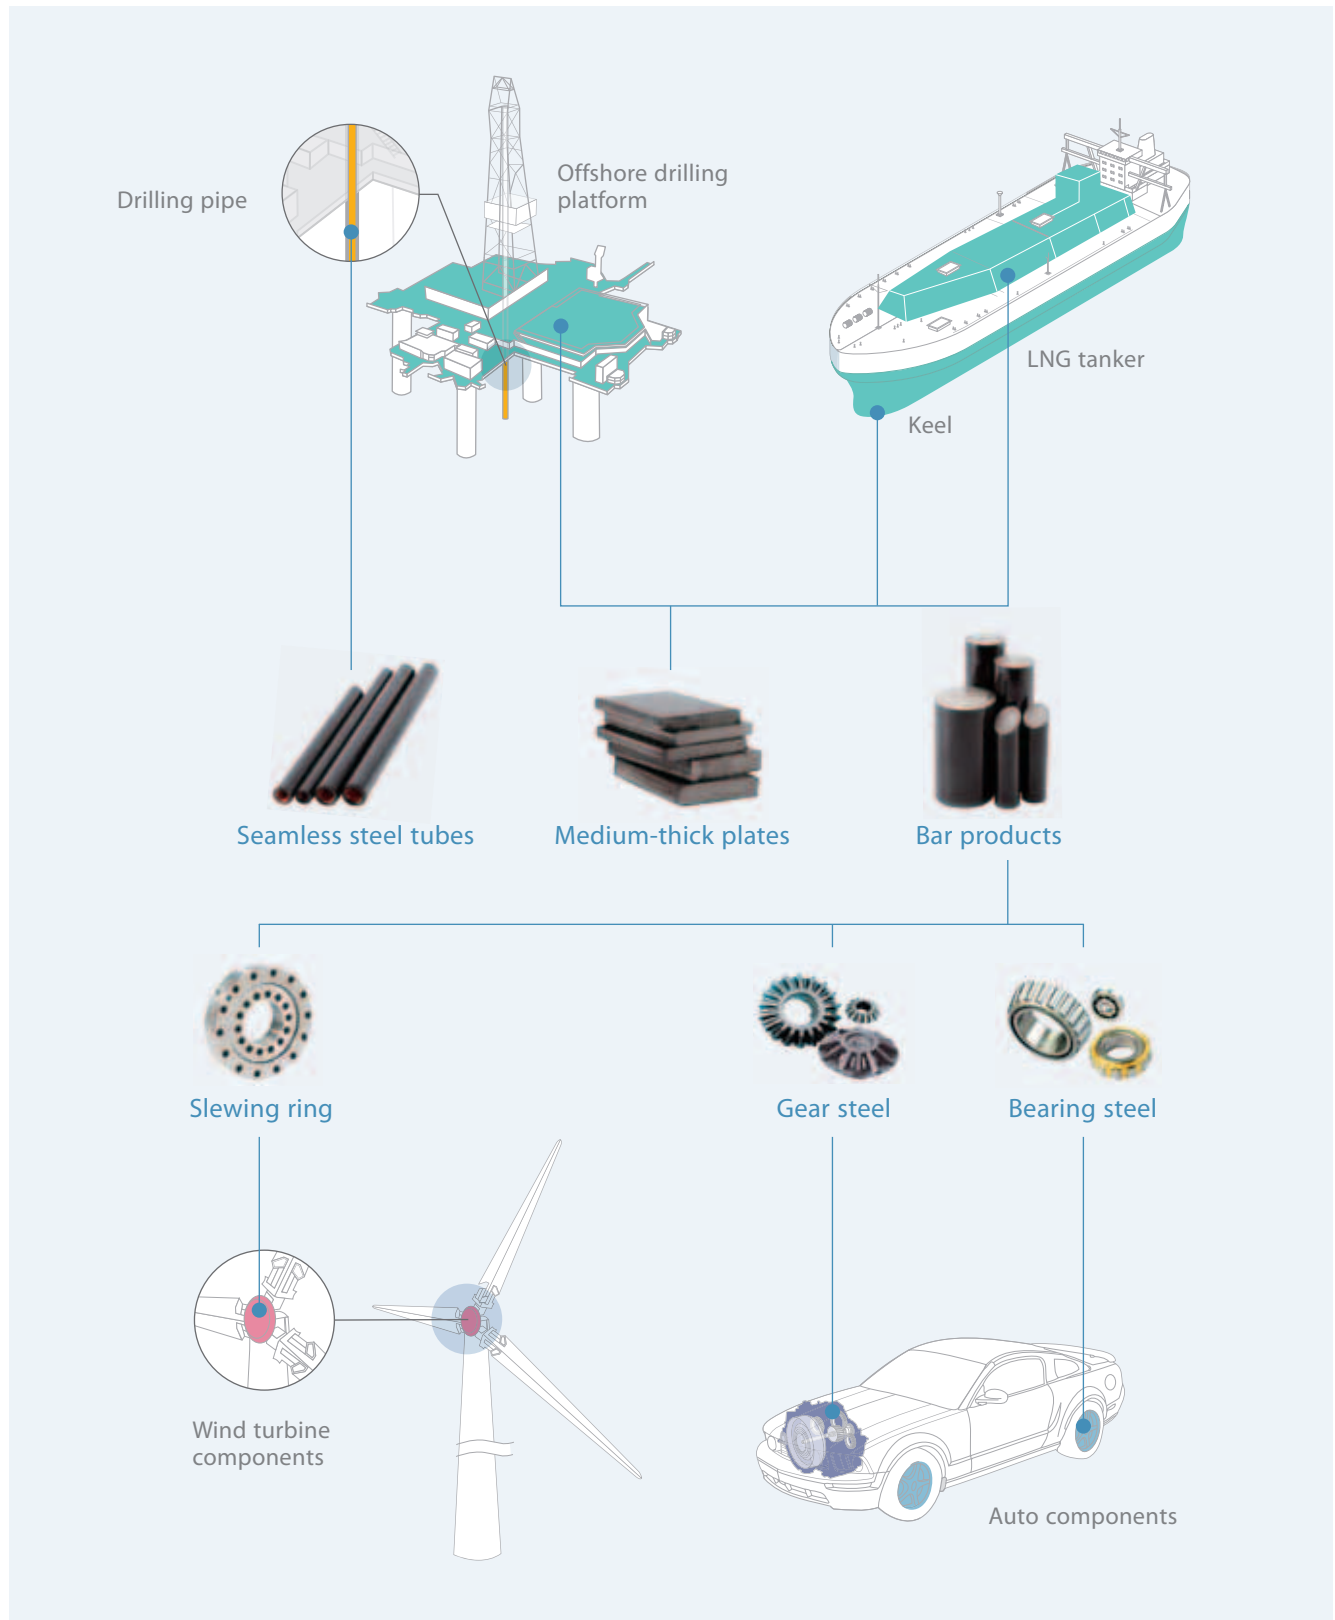 Drilling pipe
Offshore drilling
platform
LNG tanker
Keel
Seamless steel tubes
Medium-thick plates
Bar products
Slewing ring
Gear steel
Bearing steel
Wind turbine
components
Auto components